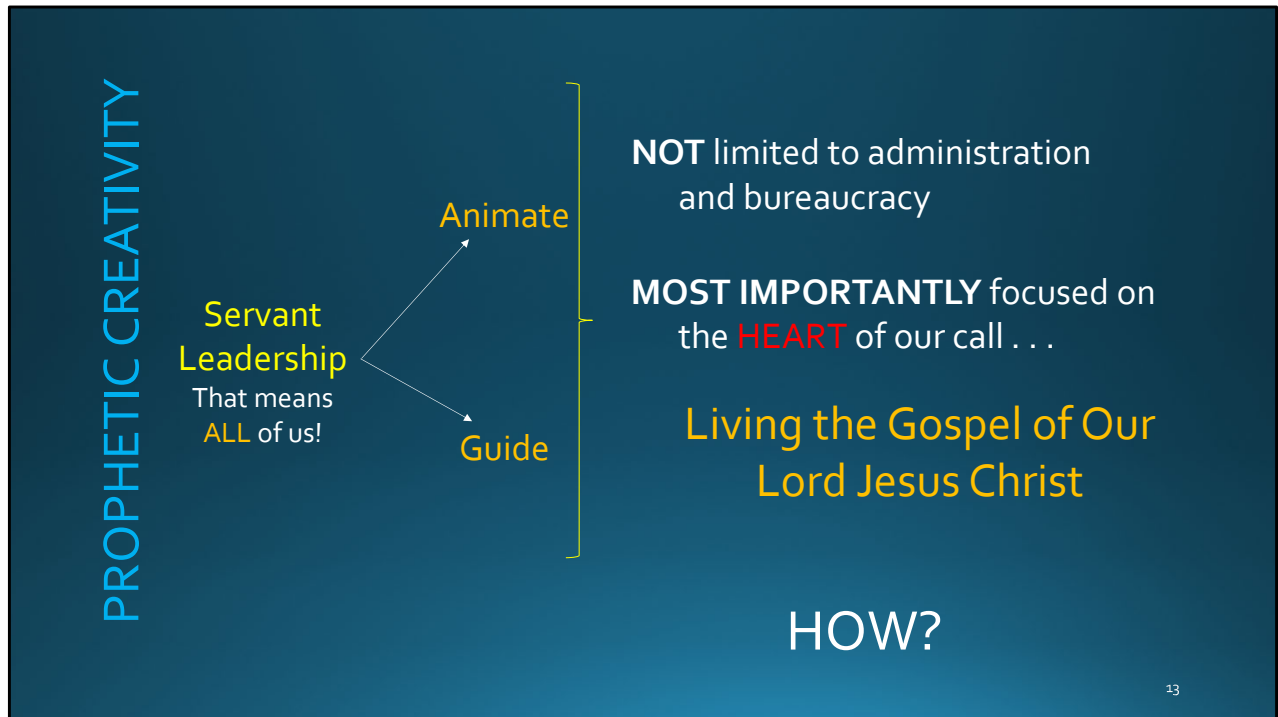 PROPHETIC CREATIVITY
Servant
Leadership
That means
ALL of us!
Animate
Guide
NOT limited to administration
and bureaucracy
MOST IMPORTANTLY focused on
the HEART of our call . . .
Living the Gospel of Our
Lord Jesus Christ
HOW?
13